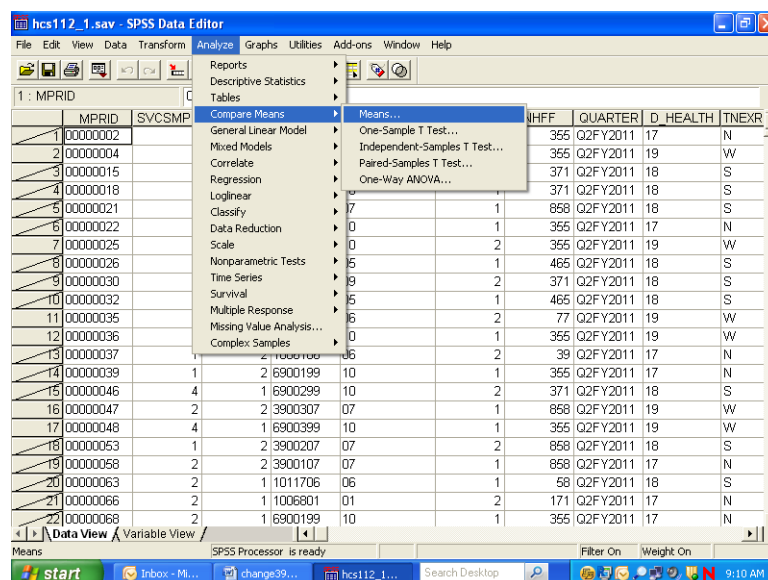 hcs112_1.sav - SPSS Data Editor
File Edit View Data Transform Analyze Graphs Utilities Add-ons Window Help
1 : MPRID
MPRID SVCSMP NHFF QUARTER D_HEALTH TNEXR
Reports
Descriptive Statistics
Tables
Compare Means
General Linear Model
Mixed Models
Correlate
Regression
Loglinear
Classify
Data Reduction
Scale
Nonparametric Tests
Time Series
Survival
Multiple Response
Missing Value Analysis...
Complex Samples
Means...
One-Sample T Test...
Independent-Samples T Test...
Paired-Samples T Test...
One-Way ANOVA...
1 00000002 355 Q2FY2011 17 N
2 00000004 355 Q2FY2011 19 W
3 00000015 371 Q2FY2011 18 S
4 00000018 1 371 Q2FY2011 18 S
5 00000021 07 1 858 Q2FY2011 18 S
6 00000022 0 1 355 Q2FY2011 17 N
7 00000025 0 2 355 Q2FY2011 19 W
8 00000026 05 1 465 Q2FY2011 18 S
9 00000030 09 2 371 Q2FY2011 18 S
10 00000032 05 1 465 Q2FY2011 18 S
11 00000035 06 2 77 Q2FY2011 19 W
12 00000036 0 1 355 Q2FY2011 19 W
13 00000037 1 2 06 2 39 Q2FY2011 17 N
14 00000039 1 2 6900199 10 1 355 Q2FY2011 17 N
15 00000046 4 1 6900299 10 2 371 Q2FY2011 18 S
16 00000047 2 2 3900307 07 1 858 Q2FY2011 19 W
17 00000048 4 1 6900399 10 1 355 Q2FY2011 19 W
18 00000053 1 2 3900207 07 2 858 Q2FY2011 18 S
19 00000058 2 2 3900107 07 1 858 Q2FY2011 17 N
20 00000063 2 1 1011706 06 1 58 Q2FY2011 18 S
21 00000066 2 1 1006801 01 2 171 Q2FY2011 17 N
22 00000068 2 1 6900199 10 1 355 Q2FY2011 17 N
Data View Variable View
Means SPSS Processor is ready Filter On Weight On
start Inbox - Mi... change39... hcs112_1... Search Desktop 9:10 AM